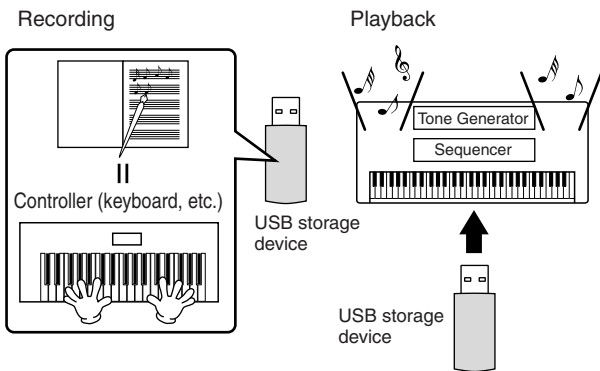 Recording
Controller (keyboard, etc.)
USB storage
device
Playback
Tone Generator
Sequencer
USB storage
device